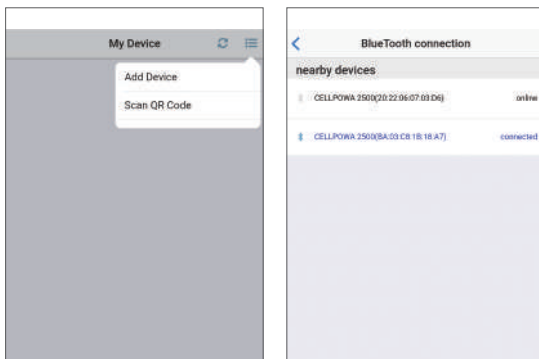 My Device
Add Device
Scan QR Code
BlueTooth connection
nearby devices
CELLPOWA 2500(20:22:06:07:03:D6) online
CELLPOWA 2500(BA:03:C8:1B:18:A7) connected